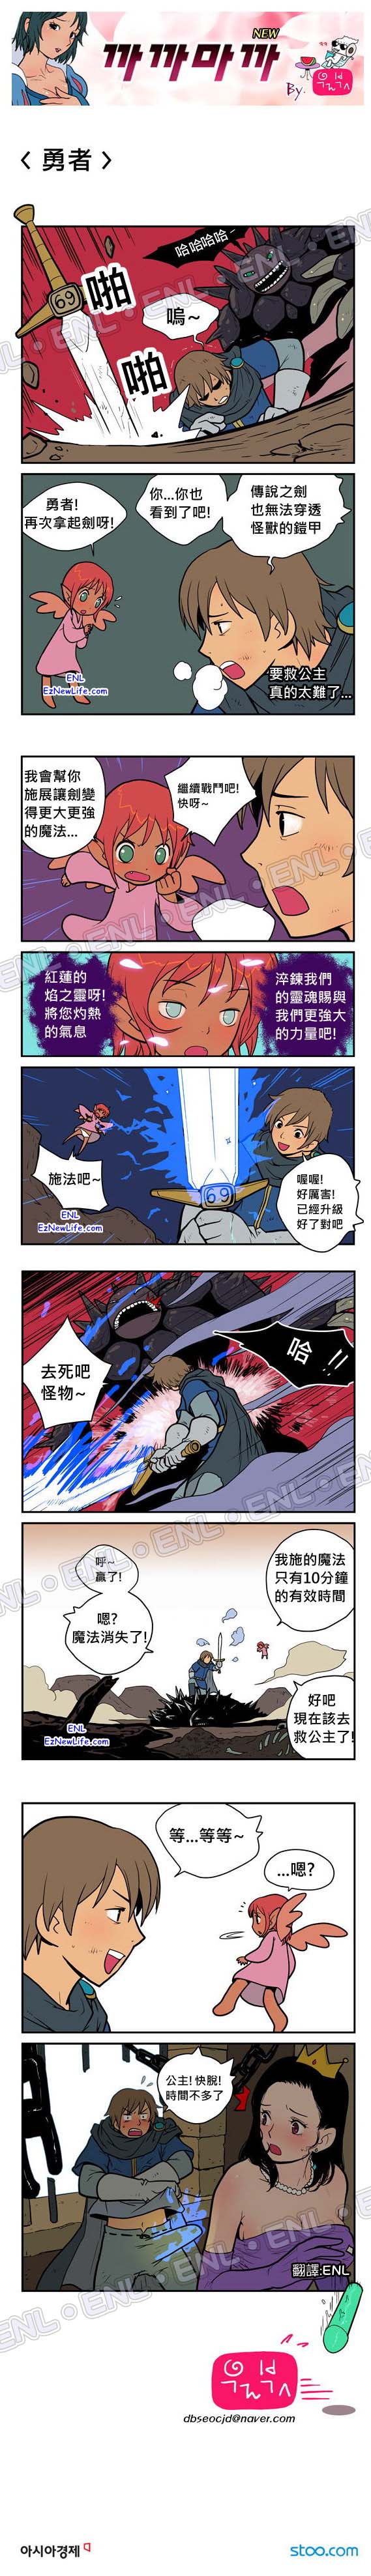 NEW
까까마까
By.
< 勇者 >
哈哈哈哈~
啪
啪
嗚~
69
勇者!
再次拿起劍呀!
你...你也
看到了吧!
傳說之劍
也無法穿透
怪獸的鎧甲
要救公主
真的太難了...
ENL
EzNewLife.com
我會幫你
施展讓劍變
得更大更強
的魔法...
繼續戰鬥吧!
快呀~
紅蓮的
焰之靈呀!
將您灼熱
的氣息
淬鍊我們
的靈魂賜與
我們更強大
的力量吧!
施法吧~
喔喔!
好厲害!
已經升級
好了對吧
69
ENL
EzNewLife.com
去死吧
怪物~
哈!!
呼~
贏了!
嗯?
魔法消失了!
我施的魔法
只有10分鐘
的有效時間
好吧
現在該去
救公主了!
ENL
EzNewLife.com
等...等等~
...嗯?
公主! 快脫!
時間不多了
翻譯:ENL
dbseocjd@naver.com
아시아경제
stoo.com